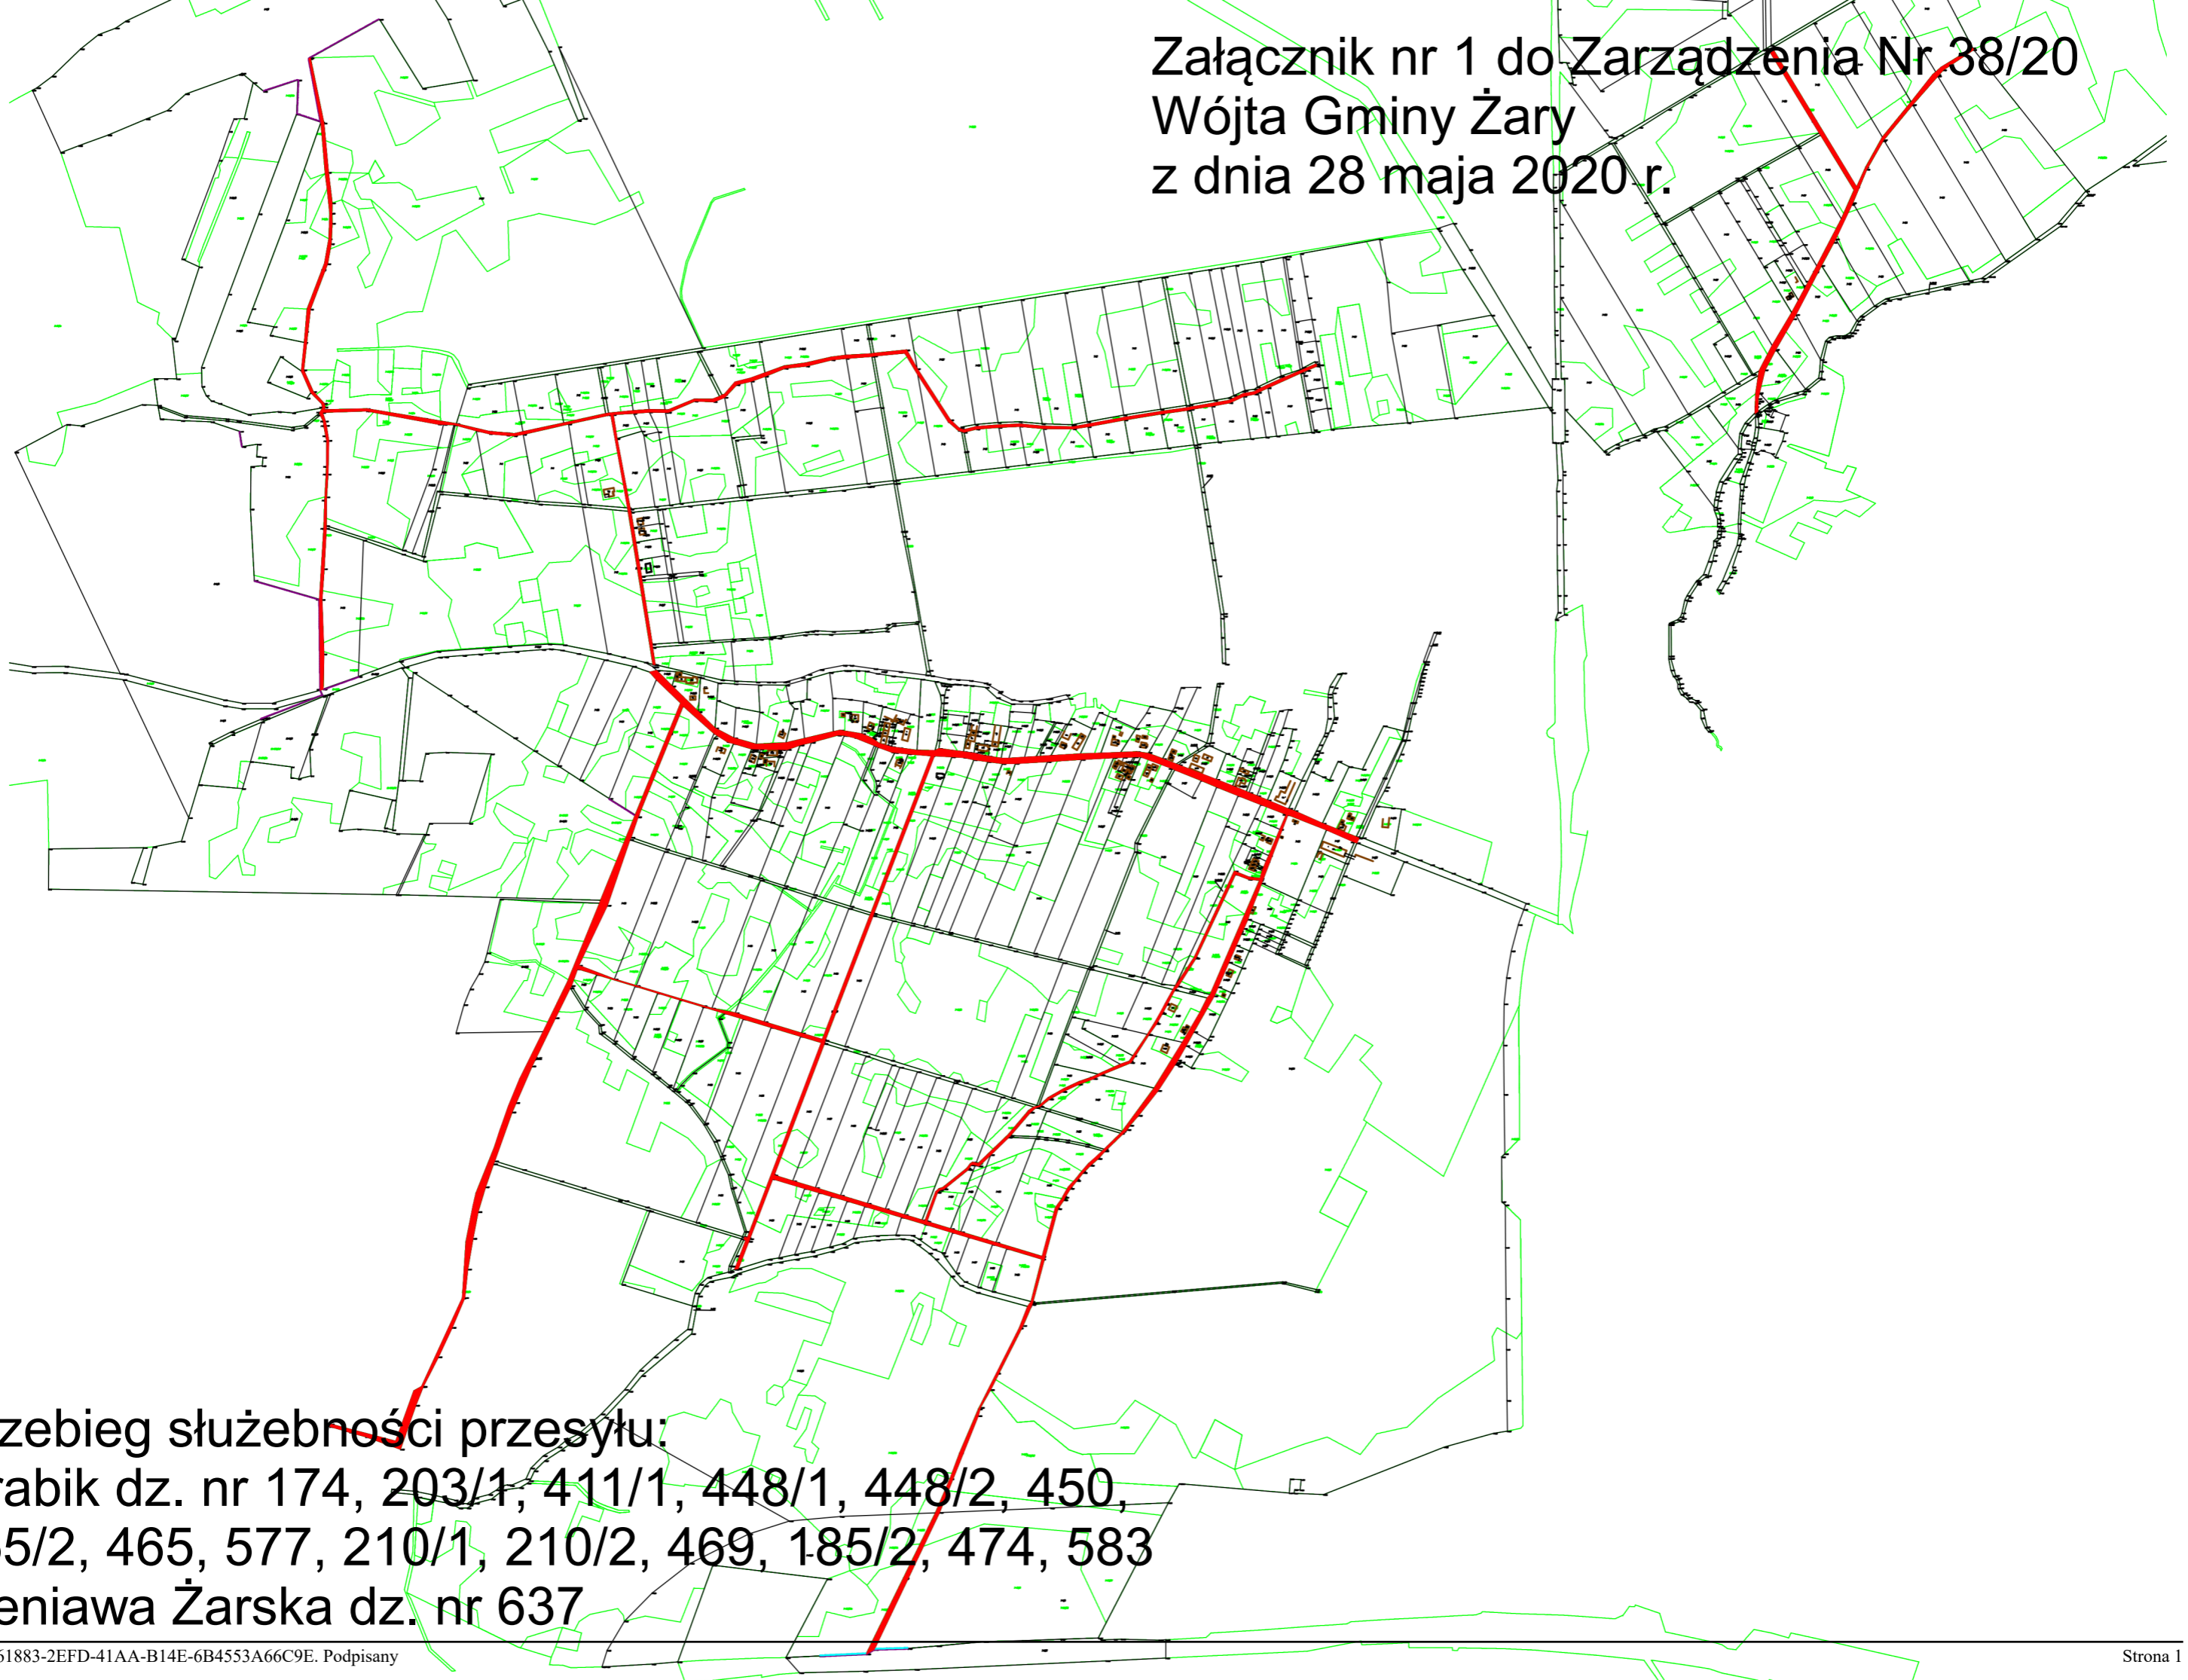 Załącznik nr 1 do Zarządzenia Nr 38/20
Wójta Gminy Żary
z dnia 28 maja 2020 r.
zebieg służebności przesyłu:
rabik dz. nr 174, 203/1, 411/1, 448/1, 448/2, 450,
5/2, 465, 577, 210/1, 210/2, 469, 185/2, 474, 583
eniawa Żarska dz. nr 637
61883-2EFD-41AA-B14E-6B4553A66C9E. Podpisany
Strona 1